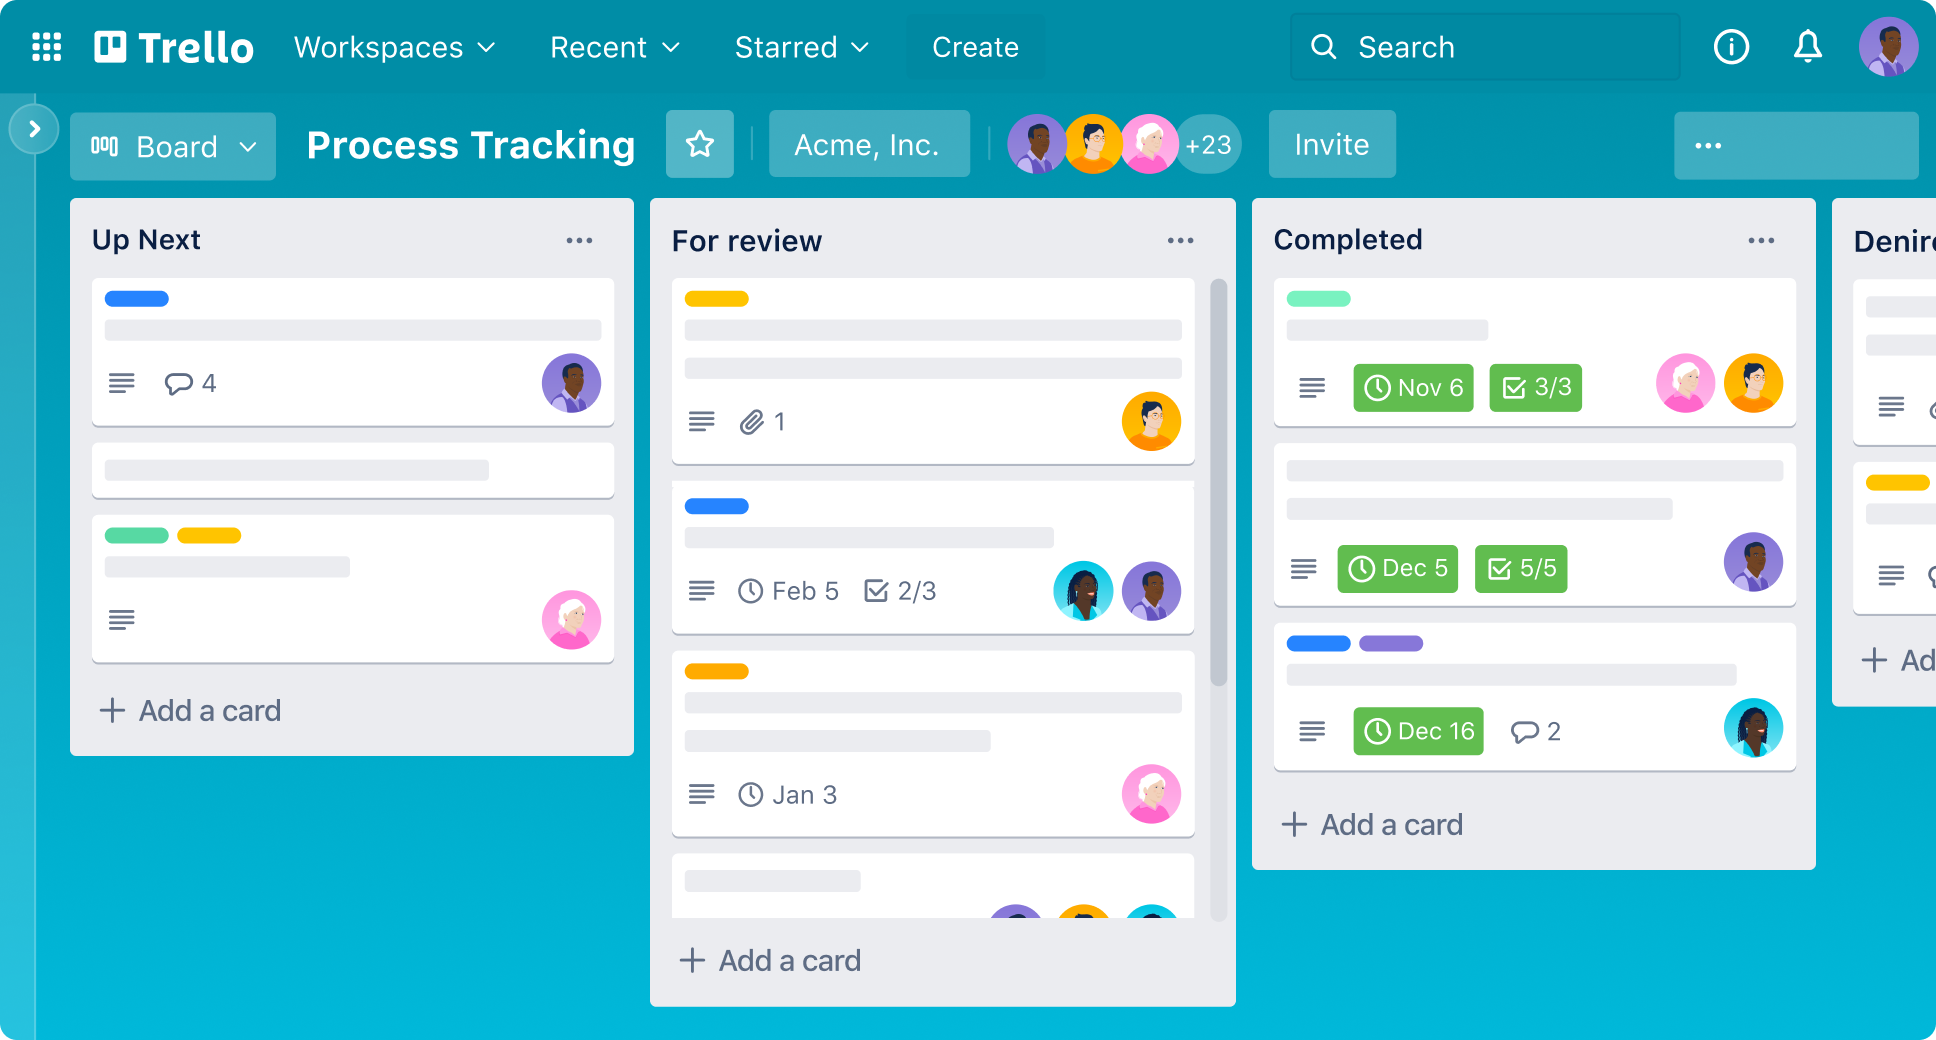 Trello Workspaces Recent Starred Create Search
Board Process Tracking Acme, Inc. +23 Invite
Up Next
4
Add a card
For review
1
Feb 5 2/3
Jan 3
Add a card
Completed
Nov 6 3/3
Dec 5 5/5
Dec 16 2
Add a card
Denir
Ad